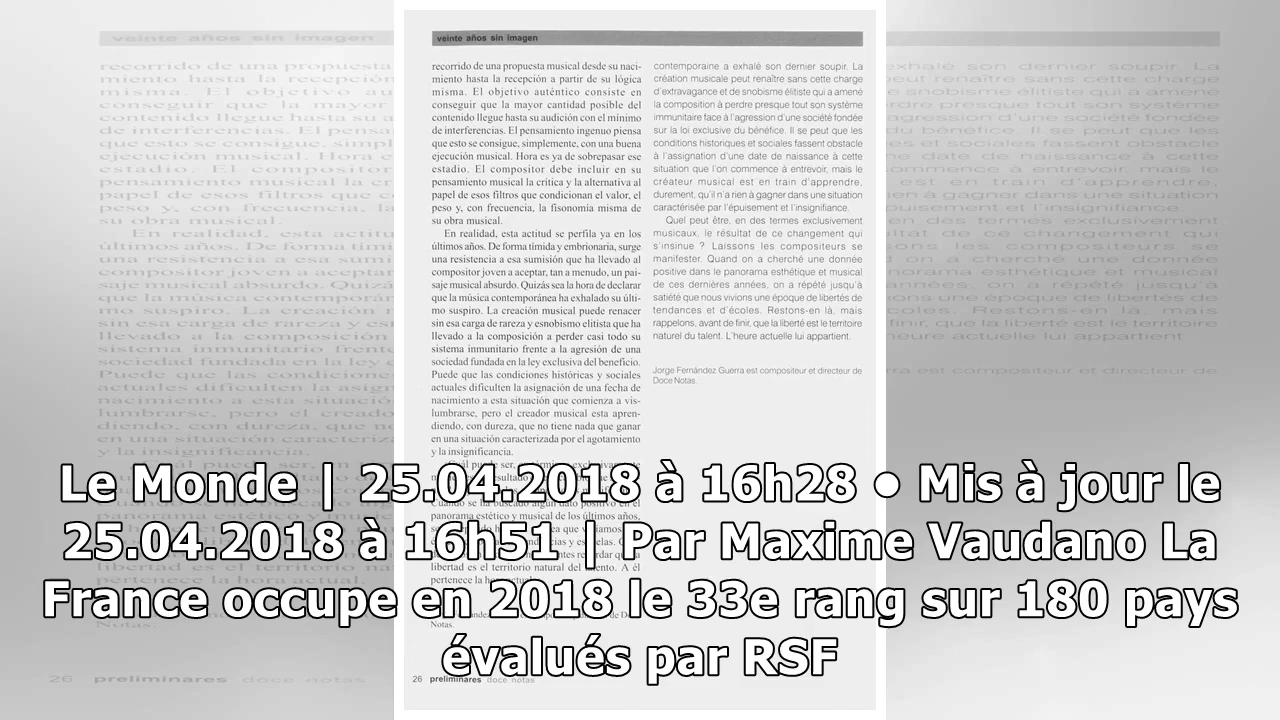 veinte años sin imagen
recorrido de una propuesta musical desde su naci-
miento hasta la recepción a partir de su lógica
misma. El objetivo auténtico consiste en
conseguir que la mayor cantidad posible del
contenido llegue hasta su audición con el mínimo
de interferencias. El pensamiento ingenuo piensa
que esto se consigue, simplemente, con una buena
ejecución musical. Hora es ya de sobrepasar ese
estadio. El compositor debe incluir en su
pensamiento musical la crítica y la alternativa al
papel de esos filtros que condicionan el valor, el
peso y, con frecuencia, la fisonomía misma de
su obra musical.
En realidad, esta actitud se perfila ya en los
últimos años. De forma tímida y embrionaria, surge
una resistencia a esa sumisión que ha llevado al
compositor joven a aceptar, tan a menudo, un pai-
saje musical absurdo. Quizás sea la hora de declarar
que la música contemporánea ha exhalado su últi-
mo suspiro. La creación musical puede renacer
sin esa carga de rareza y esnobismo elitista que ha
llevado a la composición a perder casi todo su
sistema inmunitario frente a la agresión de una
sociedad fundada en la ley exclusiva del beneficio.
Puede que las condiciones históricas y sociales
actuales dificulten la asignación de una fecha de
nacimiento a esta situación que comienza a vis-
lumbrarse, pero el creador musical esta apren-
diendo, con dureza, que no tiene nada que ganar
en una situación caracterizada por el agotamiento
y la insignificancia.
panorama estético y musical de los últimos años,
libertad es el territorio natural del talento. A él
pertenece la hora actual.
Notas.
contemporaine a exhalé son dernier soupir. La
création musicale peut renaître sans cette charge
d'extravagance et de snobisme élitiste qui a amené
la composition à perdre presque tout son système
immunitaire face à l'agression d'une société fondée
sur la loi exclusive du bénéfice. Il se peut que les
conditions historiques et sociales fassent obstacle
à l'assignation d'une date de naissance à cette
situation que l'on commence à entrevoir, mais le
créateur musical est en train d'apprendre,
durement, qu'il n'a rien à gagner dans une situation
caractérisée par l'épuisement et l'insignifiance.
Quel peut être, en des termes exclusivement
musicaux, le résultat de ce changement qui
s'insinue ? Laissons les compositeurs se
manifester. Quand on a cherché une donnée
positive dans le panorama esthétique et musical
de ces dernières années, on a répété jusqu'à
satiété que nous vivions une époque de libertés de
tendances et d'écoles. Restons-en là, mais
rappelons, avant de finir, que la liberté est le territoire
naturel du talent. L'heure actuelle lui appartient.
Jorge Fernández Guerra est compositeur et directeur de
Doce Notas.
26 preliminares doce notas
Le Monde | 25.04.2018 à 16h28 • Mis à jour le
25.04.2018 à 16h51 | Par Maxime Vaudano La
France occupe en 2018 le 33e rang sur 180 pays
évalués par RSF